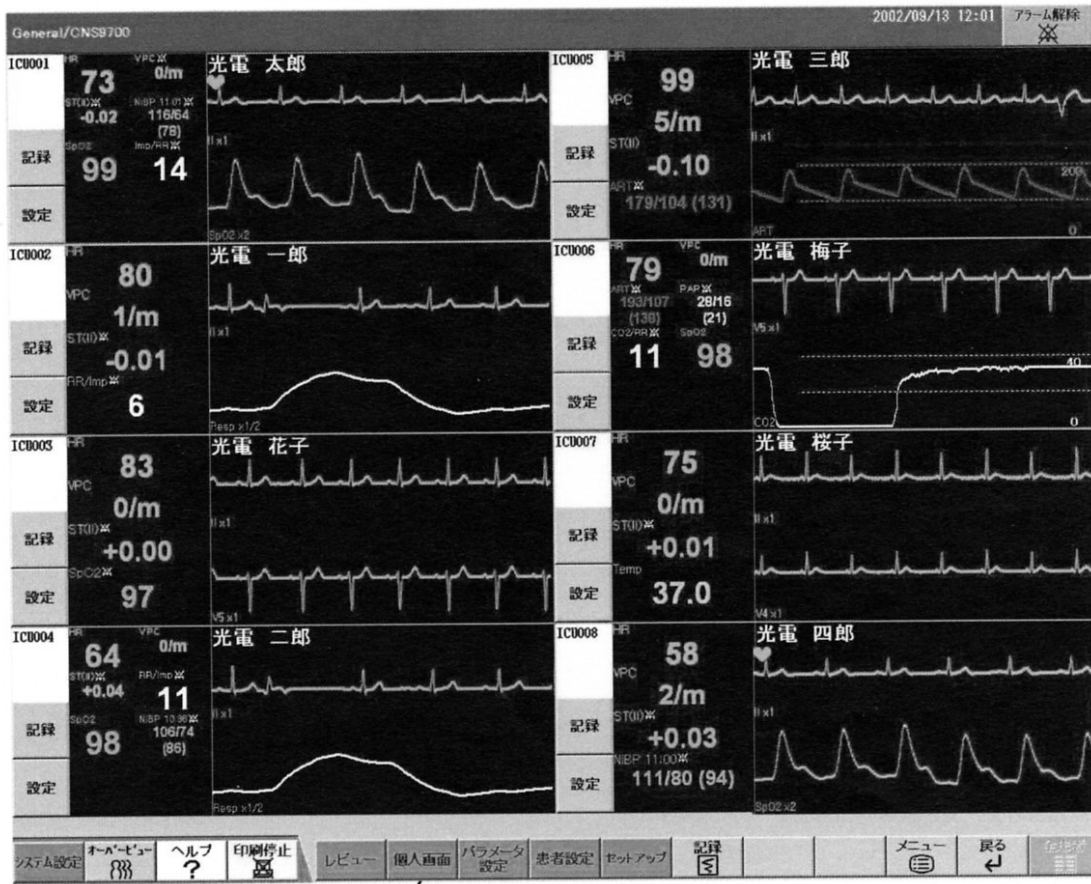 General/CNS9700
2002/09/13 12:01
アラーム解除
ICU001
記録
設定
HR
73
VPC
0/m
ST(II)
-0.02
NIBP 11:01
116/64
(78)
SpO2
99
Imp/RR
14
光電 太郎
II x1
SpO2 x2
ICU002
記録
設定
HR
80
VPC
1/m
ST(II)
-0.01
RR/Imp
6
光電 一郎
II x1
Resp x1/2
ICU003
記録
設定
HR
83
VPC
0/m
ST(II)
+0.00
SpO2
97
光電 花子
II x1
V5 x1
ICU004
記録
設定
HR
64
VPC
0/m
ST(II)
+0.04
RR/Imp
11
SpO2
98
106/74
(86)
光電 二郎
II x1
Resp x1/2
ICU005
記録
設定
HR
99
VPC
5/m
ST(II)
-0.10
ART
179/104 (131)
光電 三郎
II x1
200
ART
0
ICU006
記録
設定
HR
79
VPC
0/m
ART
193/107
PAP
28/16
(21)
CO2/RR
11
SpO2
98
光電 梅子
V5 x1
40
CO2
0
ICU007
記録
設定
HR
75
VPC
0/m
ST(II)
+0.01
Temp
37.0
光電 桜子
II x1
V4 x1
ICU008
記録
設定
HR
58
VPC
2/m
ST(II)
+0.03
NIBP 11:00
111/80 (94)
光電 四郎
II x1
SpO2 x2
システム設定
オーバービュー
ヘルプ
?
印刷停止
レビュー
個人画面
パラメータ
設定
患者設定
セットアップ
記録
メニュー
戻る